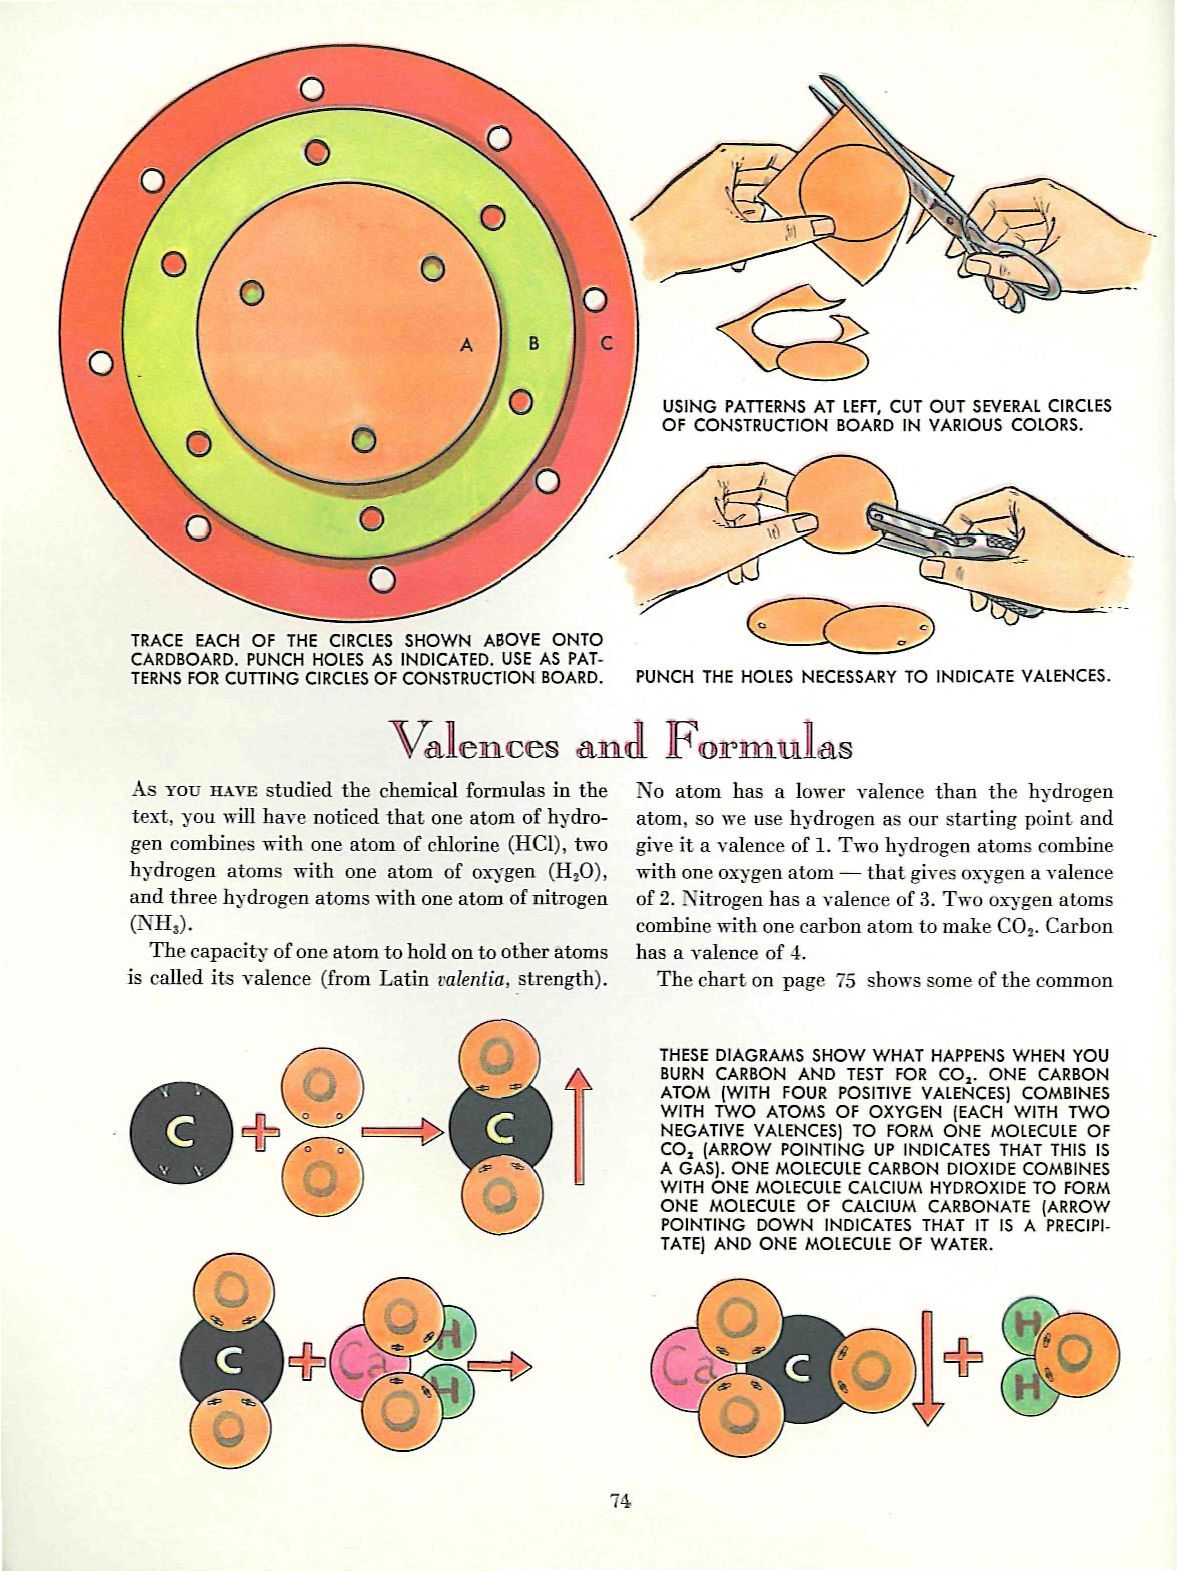 A B C
USING PATTERNS AT LEFT, CUT OUT SEVERAL CIRCLES
OF CONSTRUCTION BOARD IN VARIOUS COLORS.
TRACE EACH OF THE CIRCLES SHOWN ABOVE ONTO
CARDBOARD. PUNCH HOLES AS INDICATED. USE AS PAT-
TERNS FOR CUTTING CIRCLES OF CONSTRUCTION BOARD.
PUNCH THE HOLES NECESSARY TO INDICATE VALENCES.
Valences and Formulas
As you have studied the chemical formulas in the
text, you will have noticed that one atom of hydro-
gen combines with one atom of chlorine (HCl), two
hydrogen atoms with one atom of oxygen (H₂O),
and three hydrogen atoms with one atom of nitrogen
(NH₃).
The capacity of one atom to hold on to other atoms
is called its valence (from Latin valentia, strength).
No atom has a lower valence than the hydrogen
atom, so we use hydrogen as our starting point and
give it a valence of 1. Two hydrogen atoms combine
with one oxygen atom — that gives oxygen a valence
of 2. Nitrogen has a valence of 3. Two oxygen atoms
combine with one carbon atom to make CO₂. Carbon
has a valence of 4.
The chart on page 75 shows some of the common
C + O O C O O
THESE DIAGRAMS SHOW WHAT HAPPENS WHEN YOU
BURN CARBON AND TEST FOR CO₂. ONE CARBON
ATOM (WITH FOUR POSITIVE VALENCES) COMBINES
WITH TWO ATOMS OF OXYGEN (EACH WITH TWO
NEGATIVE VALENCES) TO FORM ONE MOLECULE OF
CO₂ (ARROW POINTING UP INDICATES THAT THIS IS
A GAS). ONE MOLECULE CARBON DIOXIDE COMBINES
WITH ONE MOLECULE CALCIUM HYDROXIDE TO FORM
ONE MOLECULE OF CALCIUM CARBONATE (ARROW
POINTING DOWN INDICATES THAT IT IS A PRECIPI-
TATE) AND ONE MOLECULE OF WATER.
O C O + Ca O H O H
Ca O O C O + H H O
74